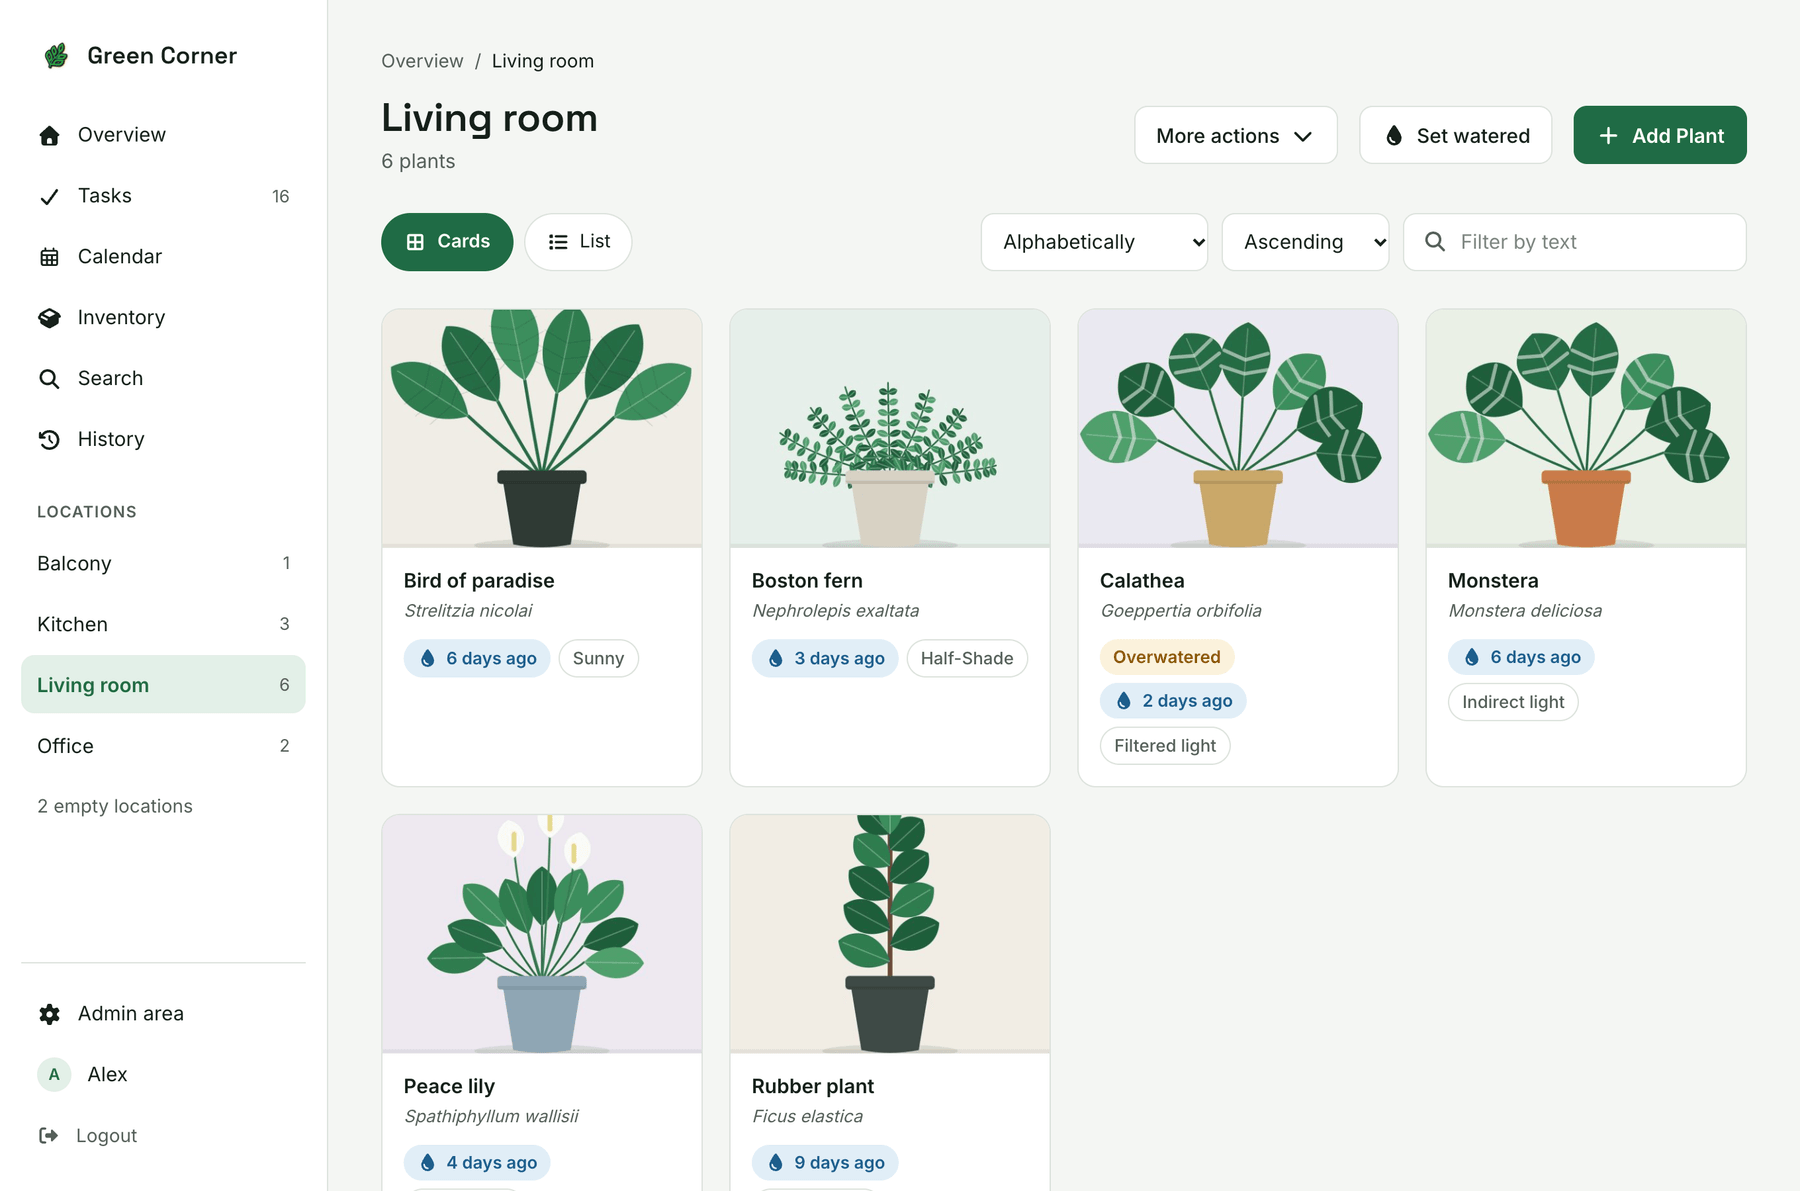 Green Corner
Overview
Tasks 16
Calendar
Inventory
Search
History
LOCATIONS
Balcony 1
Kitchen 3
Living room 6
Office 2
2 empty locations
Admin area
A Alex
Logout
Overview / Living room
Living room
6 plants
More actions
Set watered
Add Plant
Cards
List
Alphabetically
Ascending
Filter by text
Bird of paradise
Strelitzia nicolai
6 days ago
Sunny
Boston fern
Nephrolepis exaltata
3 days ago
Half-Shade
Calathea
Goeppertia orbifolia
Overwatered
2 days ago
Filtered light
Monstera
Monstera deliciosa
6 days ago
Indirect light
Peace lily
Spathiphyllum wallisii
4 days ago
Rubber plant
Ficus elastica
9 days ago